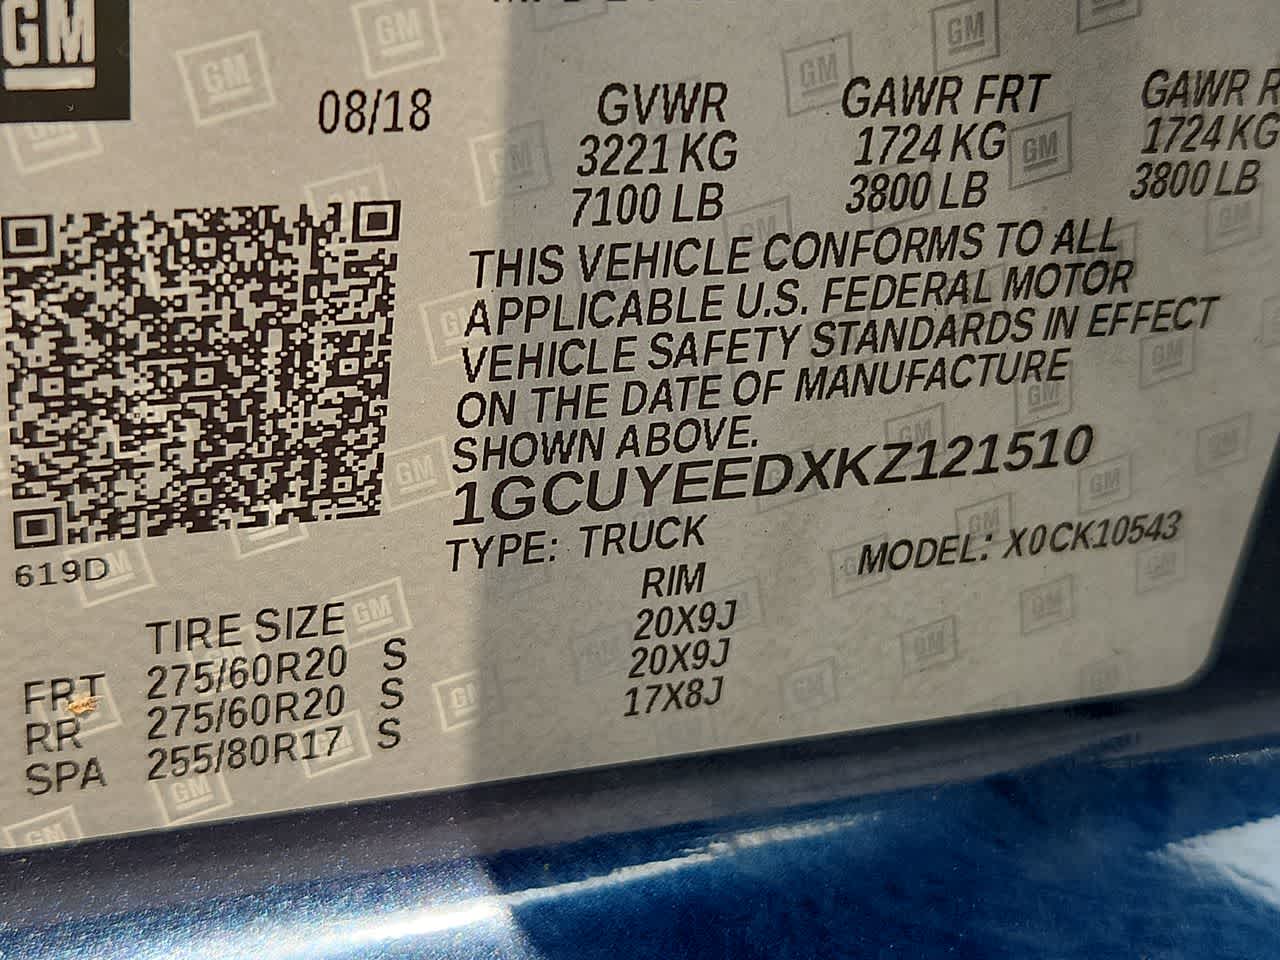 GM
08/18 GVWR GAWR FRT GAWR R
3221 KG 1724 KG 1724 KG
7100 LB 3800 LB 3800 LB
THIS VEHICLE CONFORMS TO ALL
APPLICABLE U.S. FEDERAL MOTOR
VEHICLE SAFETY STANDARDS IN EFFECT
ON THE DATE OF MANUFACTURE
SHOWN ABOVE.
1GCUYEEDXKZ121510
TYPE: TRUCK MODEL: X0CK10543
619D
TIRE SIZE RIM
FRT 275/60R20 S 20X9J
RR 275/60R20 S 20X9J
SPA 255/80R17 S 17X8J